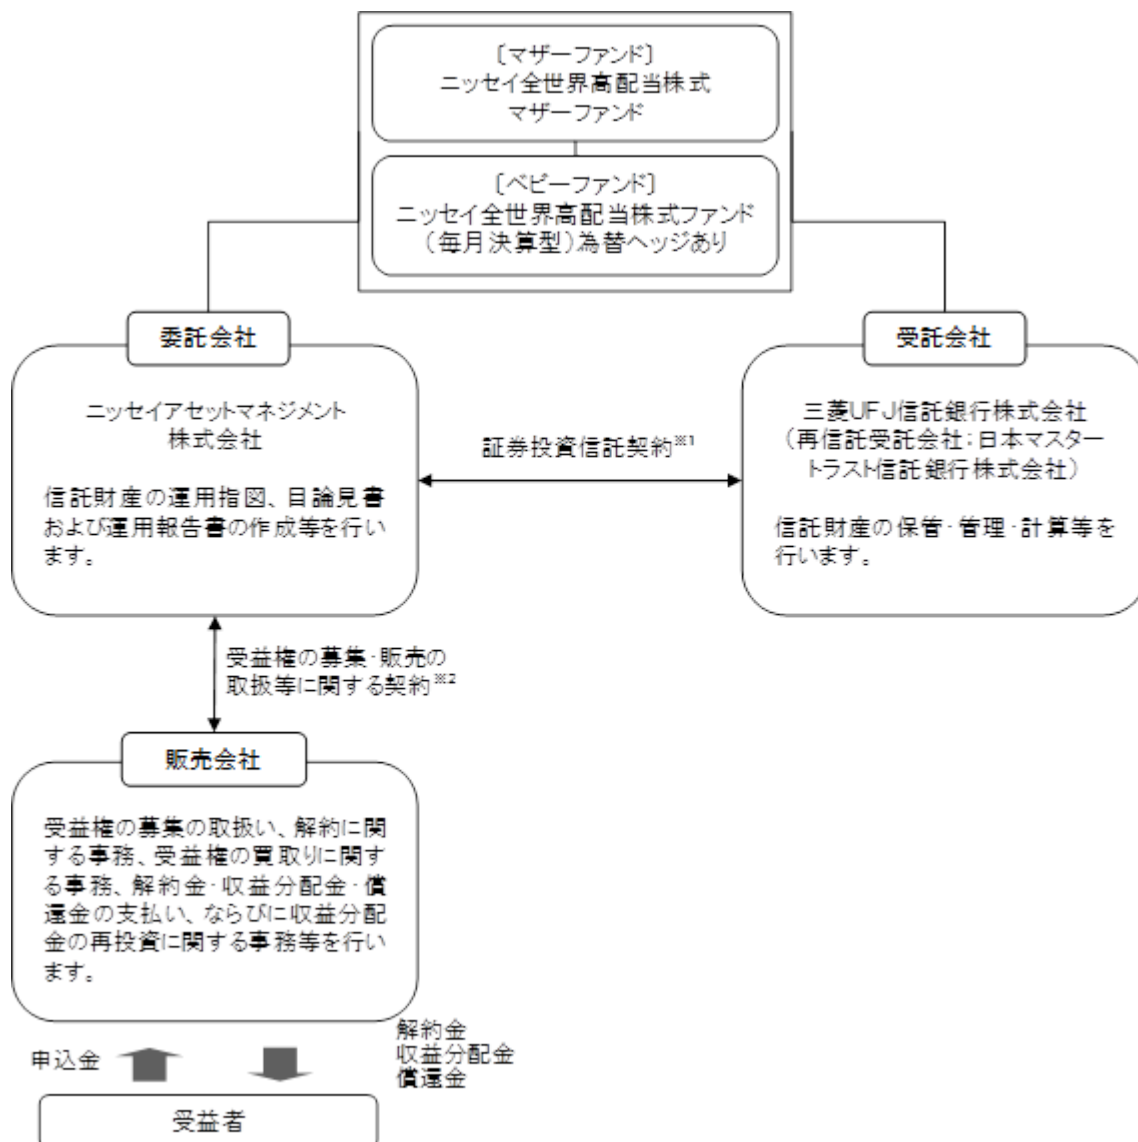 〔マザーファンド〕
ニッセイ全世界高配当株式
マザーファンド
〔ベビーファンド〕
ニッセイ全世界高配当株式ファンド
（毎月決算型）為替ヘッジあり
委託会社
ニッセイアセットマネジメント
株式会社
信託財産の運用指図、目論見書
および運用報告書の作成等を行い
ます。
証券投資信託契約※1
受託会社
三菱UFJ信託銀行株式会社
（再信託受託会社：日本マスター
トラスト信託銀行株式会社）
信託財産の保管・管理・計算等を
行います。
受益権の募集・販売の
取扱等に関する契約※2
販売会社
受益権の募集の取扱い、解約に関
する事務、受益権の買取りに関す
る事務、解約金・収益分配金・償
還金の支払い、ならびに収益分配
金の再投資に関する事務等を行い
ます。
申込金
解約金
収益分配金
償還金
受益者